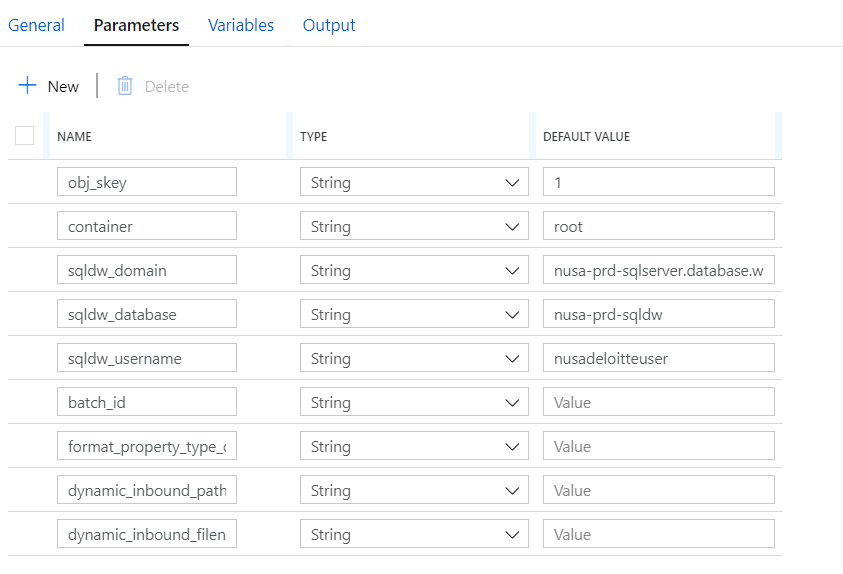 General Parameters Variables Output
New Delete
NAME TYPE DEFAULT VALUE
obj_skey String 1
container String root
sqldw_domain String nusa-prd-sqlserver.database.w
sqldw_database String nusa-prd-sqldw
sqldw_username String nusadeloitteuser
batch_id String Value
format_property_type_c String Value
dynamic_inbound_path String Value
dynamic_inbound_filen String Value